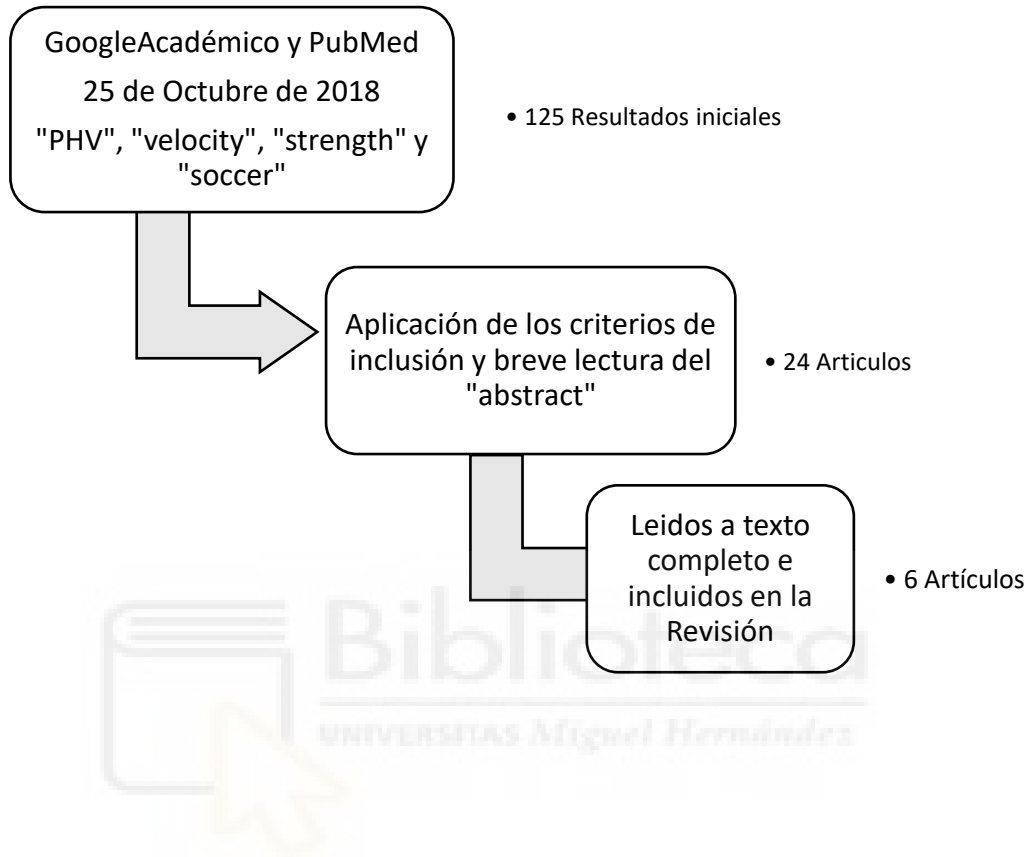 GoogleAcadémico y PubMed
25 de Octubre de 2018
"PHV", "velocity", "strength" y
"soccer"
• 125 Resultados iniciales
Aplicación de los criterios de
inclusión y breve lectura del
"abstract"
• 24 Articulos
Leidos a texto
completo e
incluidos en la
Revisión
• 6 Artículos
Biblioteca
UNIVERSITAS Miguel Hernández